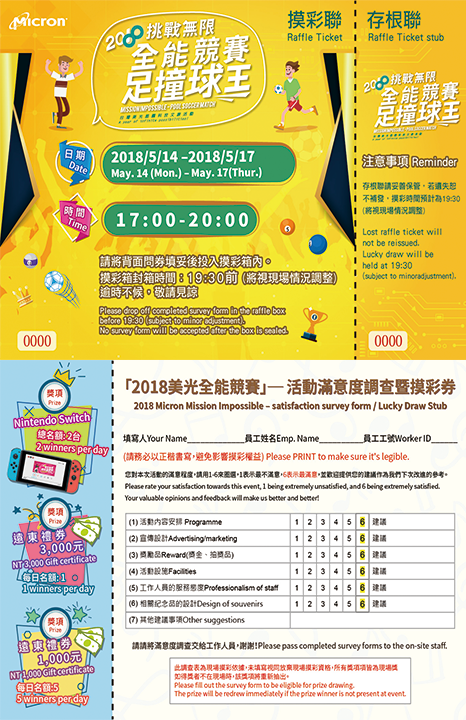 Micron
2018 挑戰無限
全能競賽
足撞球王
MISSION IMPOSSIBLE - POOL SOCCER MATCH
摸彩聯
Raffle Ticket
日期
Date
2018/5/14 –2018/5/17
May. 14 (Mon.) – May. 17(Thur.)
時間
Time
17:00-20:00
請將背面問券填妥後投入摸彩箱內。
摸彩箱封箱時間：19:30前 (將視現場情況調整)
逾時不候，敬請見諒
Please drop off completed survey form in the raffle box
before 19:30 (subject to minor adjustment).
No survey form will be accepted after the box is sealed.
0000
存根聯
Raffle Ticket stub
2018 挑戰無限
全能競賽
足撞球王
注意事項 Reminder
存根聯請妥善保管，若遺失恕
不補發，摸彩時間預計為19:30
(將視現場情況調整)
Lost raffle ticket will
not be reissued.
Lucky draw will be
held at 19:30
(subject to minoradjustment).
0000
獎項
Prize
Nintendo Switch
總名額: 2台
2 winners per day
獎項
Prize
遠東禮券
3,000元
NT 3,000 Gift certificate
每日名額: 1
1 winners per day
獎項
Prize
遠東禮券
1,000元
NT 1,000 Gift certificate
每日名額:5
5 winners per day
「2018美光全能競賽」— 活動滿意度調查暨摸彩券
2018 Micron Mission Impossible – satisfaction survey form / Lucky Draw Stub
填寫人Your Name__________員工姓名Emp. Name_______員工工號Worker ID_______
(請務必以正楷書寫,避免影響摸彩權益) Please PRINT to make sure it's legible.
您對本次活動的滿意程度,請用1-6來圈選,1表示最不滿意, 6表示最滿意,並歡迎提供您的建議作為我們下次改進的參考。
Please rate your satisfaction towards this event, 1 being extremely unsatisfied, and 6 being extremely satisfied.
Your valuable opinions and feedback will make us better and better!
(1) 活動內容安排 Programme 1 2 3 4 5 6 建議
(2) 宣傳設計Advertising/marketing 1 2 3 4 5 6 建議
(3) 獎勵品Reward(獎金、抽獎品) 1 2 3 4 5 6 建議
(4) 活動設施Facilities 1 2 3 4 5 6 建議
(5) 工作人員的服務態度Professionalism of staff 1 2 3 4 5 6 建議
(6) 相關紀念品的設計Design of souvenirs 1 2 3 4 5 6 建議
(7) 其他建議事項Other suggestions
請將滿意度調查交給工作人員,謝謝!Please pass completed survey forms to the on-site staff.
此調查表為現場摸彩依據,未填寫視同放棄現場摸彩資格,所有獎項項皆為現場獎
如得獎者不在現場時,該獎項將重新抽出。
Please fill out the survey form to be eligible for prize drawing.
The prize will be redrew immediately if the prize winner is not present at event.